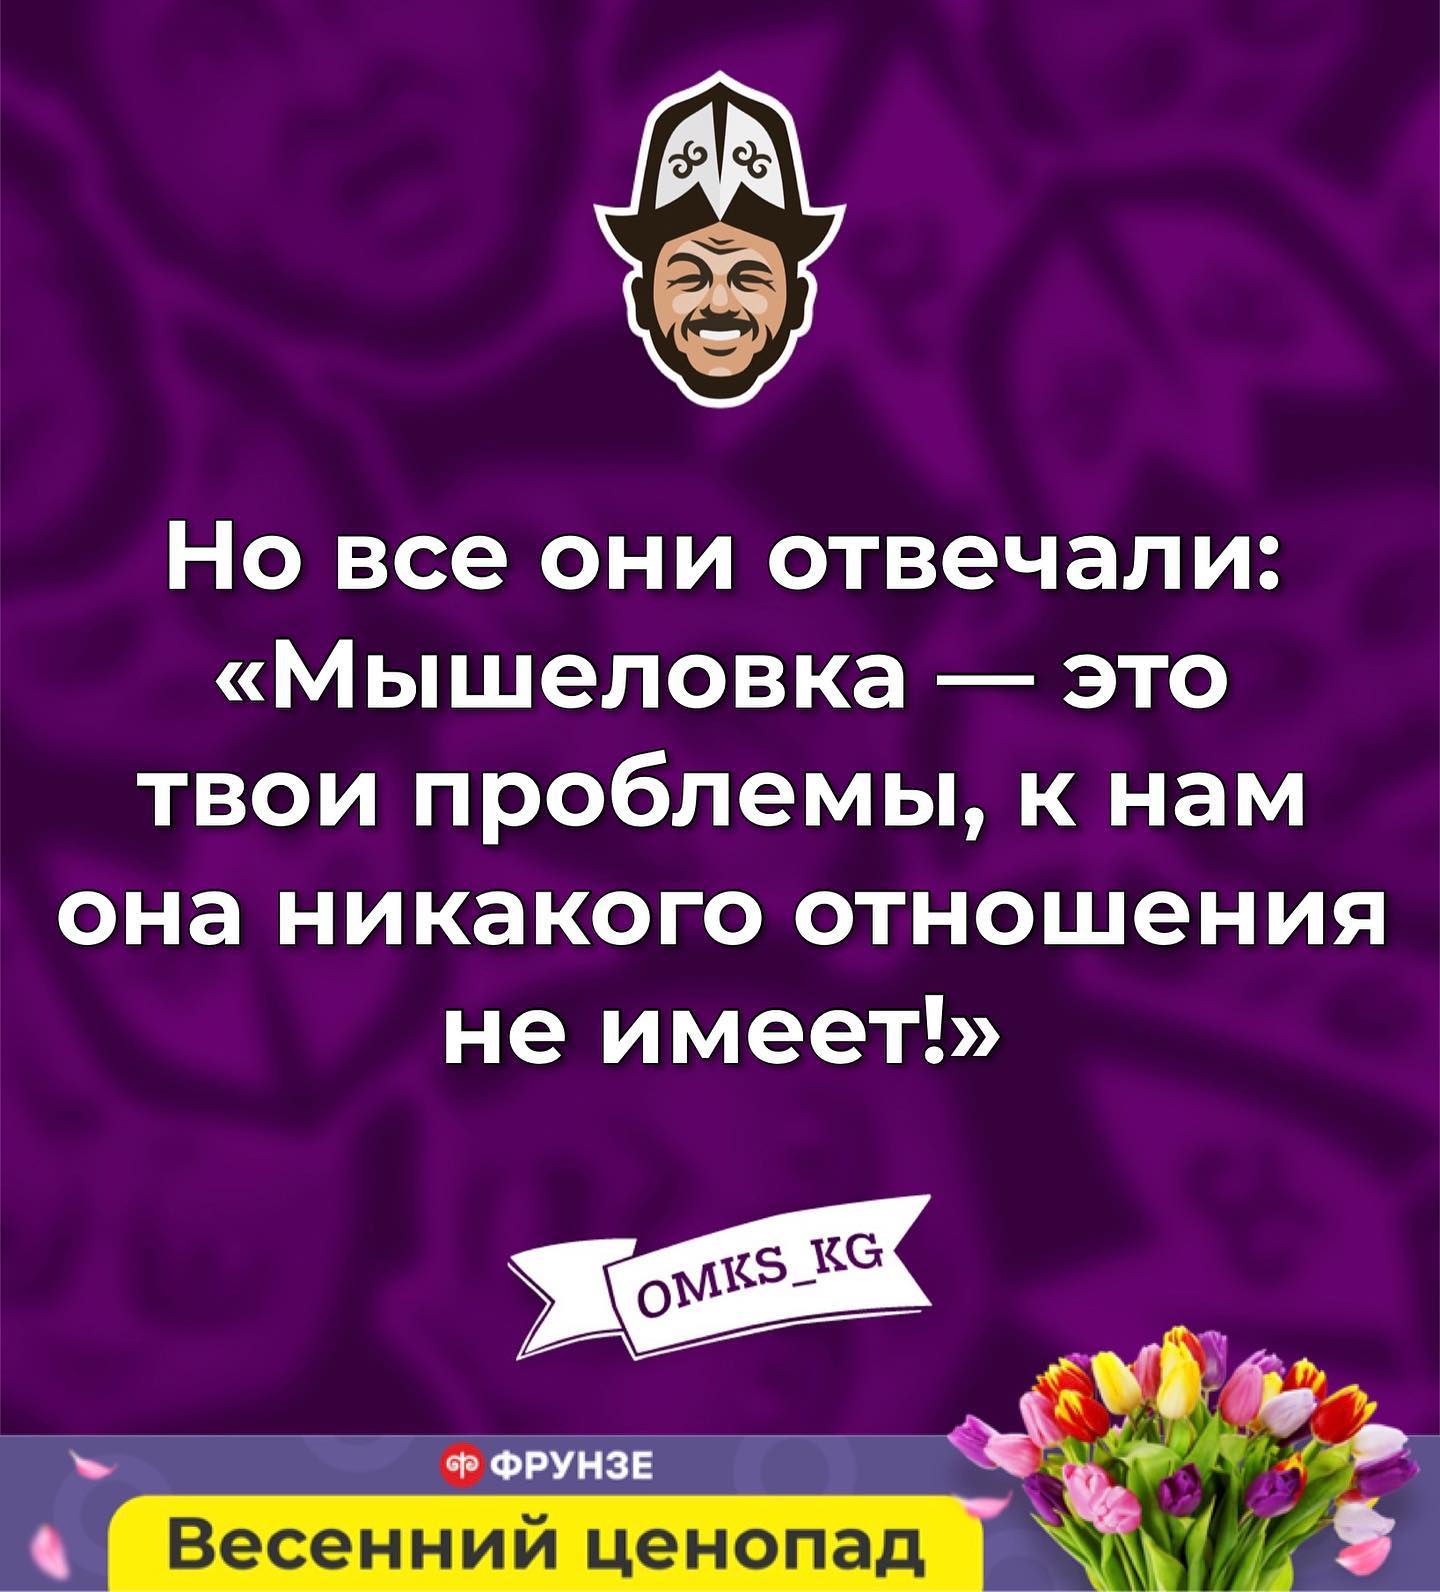 Но все они отвечали:
«Мышеловка — это
твои проблемы, к нам
она никакого отношения
не имеет!»
OMKS_KG
ФРУНЗЕ
Весенний ценопад